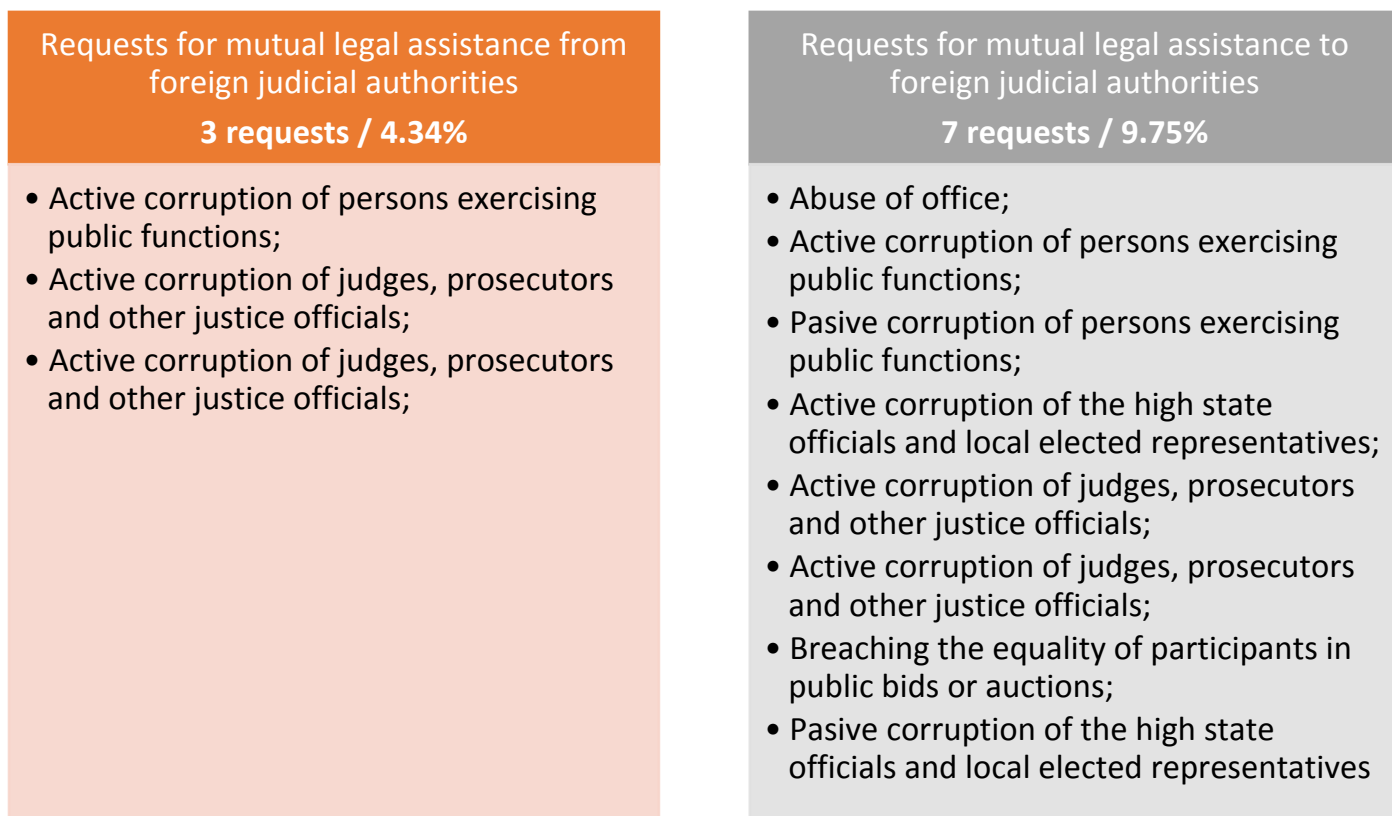 Requests for mutual legal assistance from
foreign judicial authorities
3 requests / 4.34%
• Active corruption of persons exercising
public functions;
• Active corruption of judges, prosecutors
and other justice officials;
• Active corruption of judges, prosecutors
and other justice officials;
Requests for mutual legal assistance to
foreign judicial authorities
7 requests / 9.75%
• Abuse of office;
• Active corruption of persons exercising
public functions;
• Pasive corruption of persons exercising
public functions;
• Active corruption of the high state
officials and local elected representatives;
• Active corruption of judges, prosecutors
and other justice officials;
• Active corruption of judges, prosecutors
and other justice officials;
• Breaching the equality of participants in
public bids or auctions;
• Pasive corruption of the high state
officials and local elected representatives